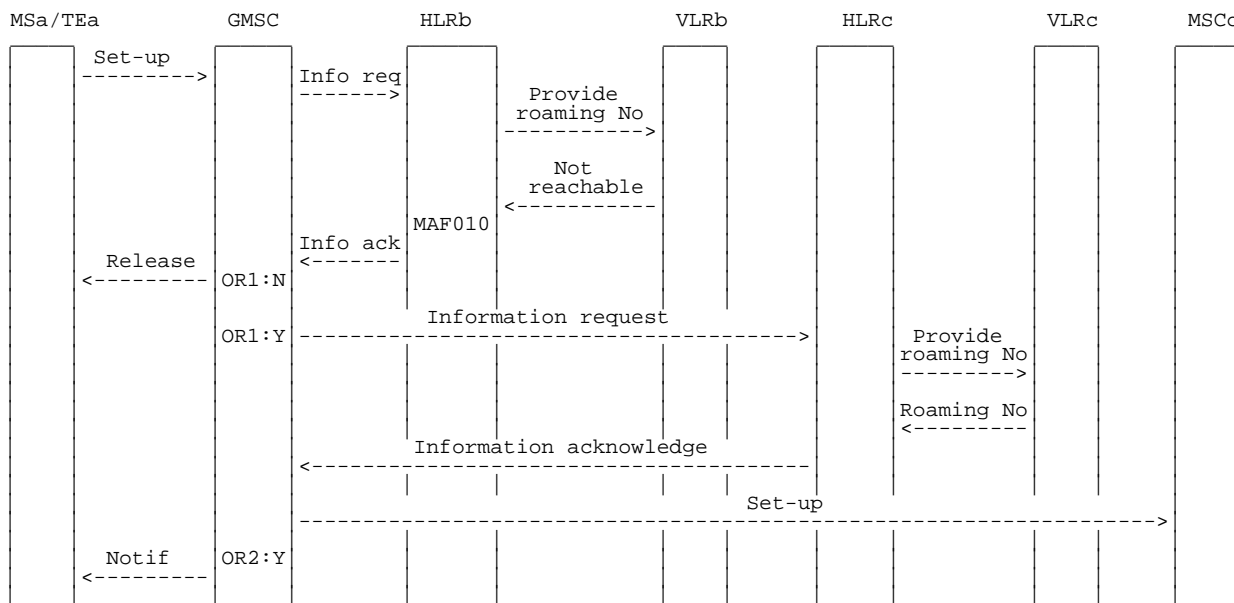 MSa/TEa GMSC HLRb VLRb HLRc VLRc MSCc
Set-up
Info req
Provide
roaming No
Not
reachable
MAF010
Info ack
Release
OR1:N
Information request
OR1:Y
Provide
roaming No
Roaming No
Information acknowledge
Set-up
Notif
OR2:Y